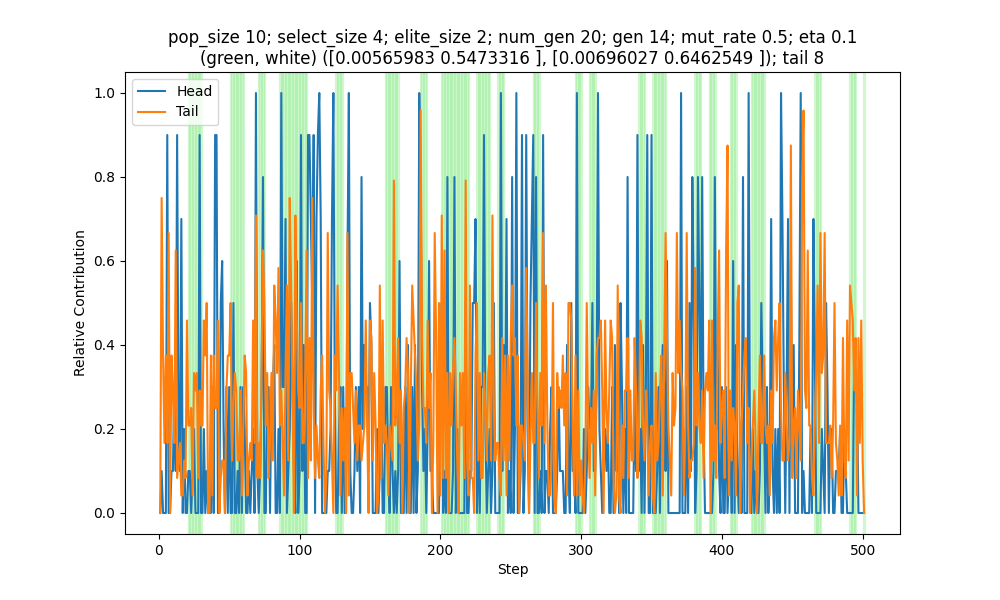 pop_size 10; select_size 4; elite_size 2; num_gen 20; gen 14; mut_rate 0.5; eta 0.1
(green, white) ([0.00565983 0.5473316 ], [0.00696027 0.6462549 ]); tail 8
Head
Tail
1.0
0.8
0.6
0.4
0.2
0.0
Relative Contribution
0 100 200 300 400 500
Step